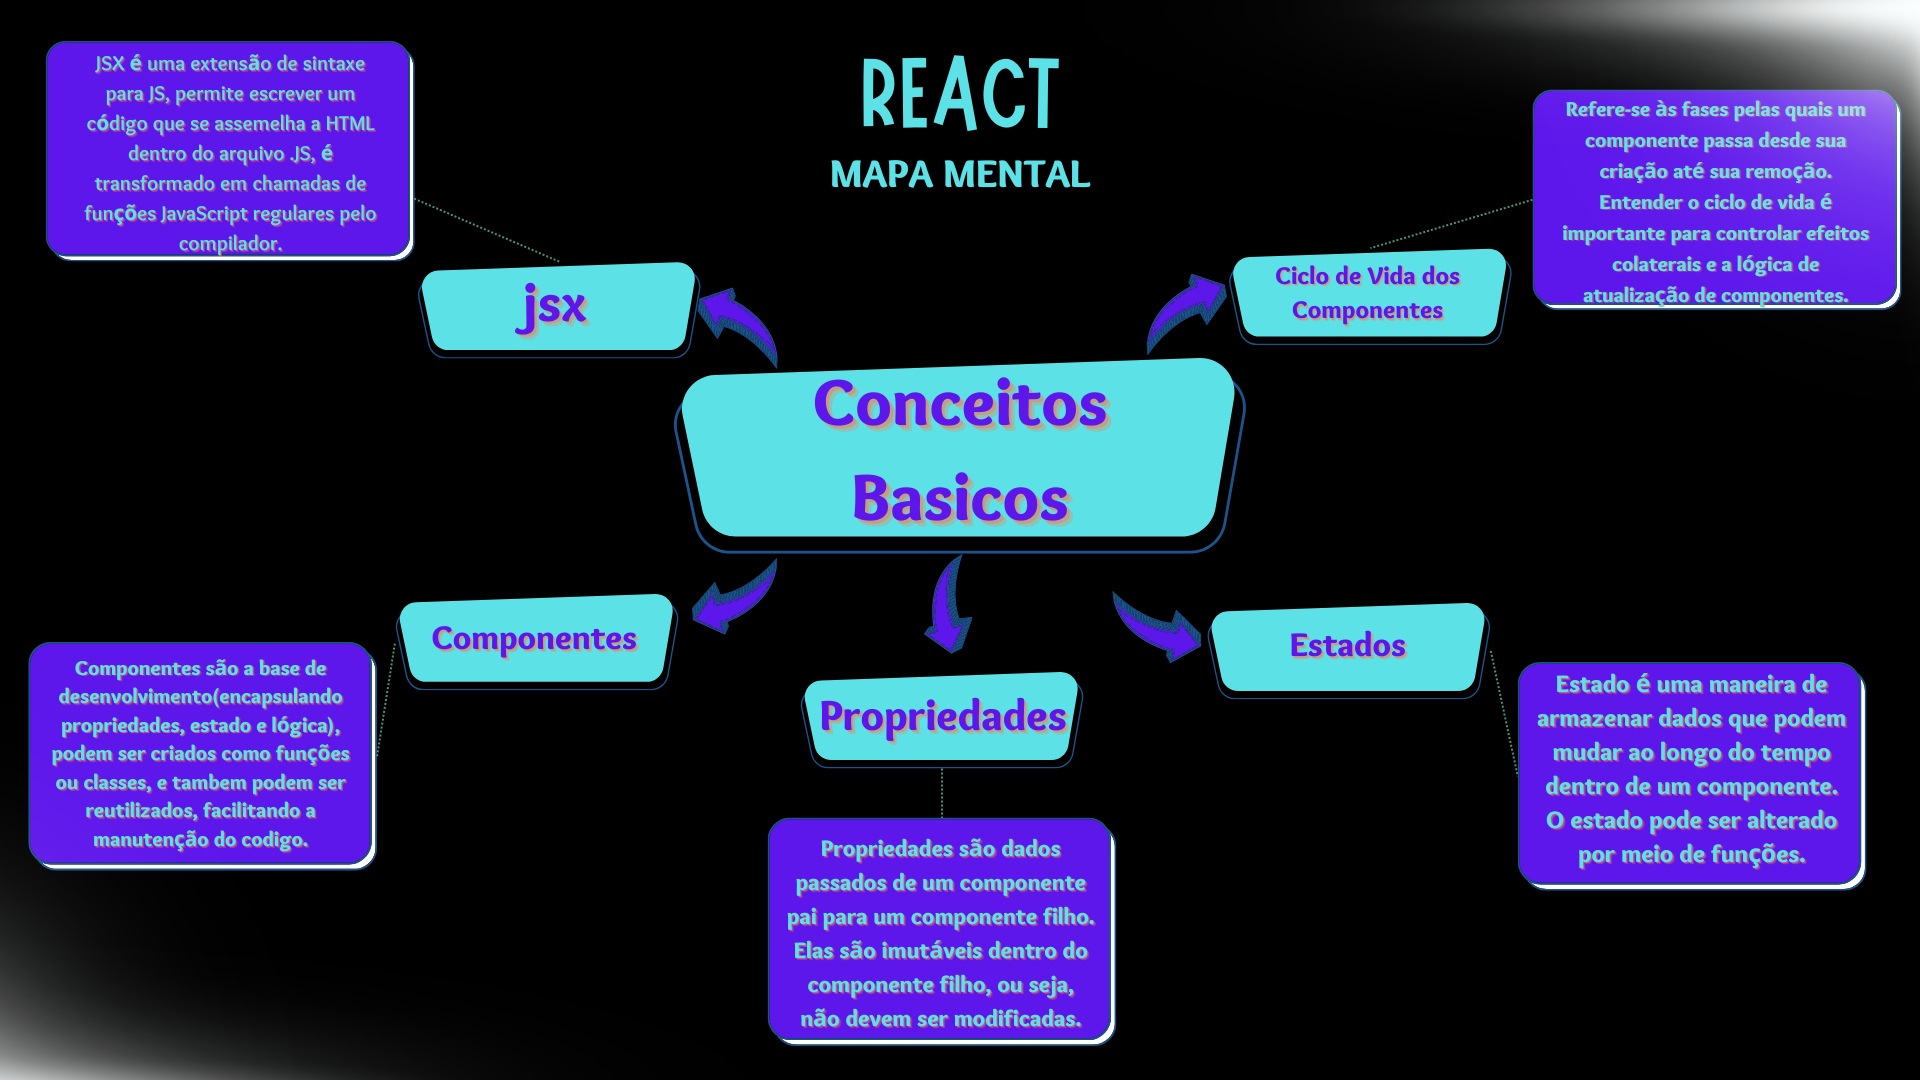 REACT
MAPA MENTAL
JSX é uma extensão de sintaxe
para JS, permite escrever um
código que se assemelha a HTML
dentro do arquivo .JS, é
transformado em chamadas de
funções JavaScript regulares pelo
compilador.
jsx
Refere-se às fases pelas quais um
componente passa desde sua
criação até sua remoção.
Entender o ciclo de vida é
importante para controlar efeitos
colaterais e a lógica de
atualização de componentes.
Ciclo de Vida dos
Componentes
Conceitos
Basicos
Componentes
Componentes são a base de
desenvolvimento(encapsulando
propriedades, estado e lógica),
podem ser criados como funções
ou classes, e tambem podem ser
reutilizados, facilitando a
manutenção do codigo.
Propriedades
Propriedades são dados
passados de um componente
pai para um componente filho.
Elas são imutáveis dentro do
componente filho, ou seja,
não devem ser modificadas.
Estados
Estado é uma maneira de
armazenar dados que podem
mudar ao longo do tempo
dentro de um componente.
O estado pode ser alterado
por meio de funções.